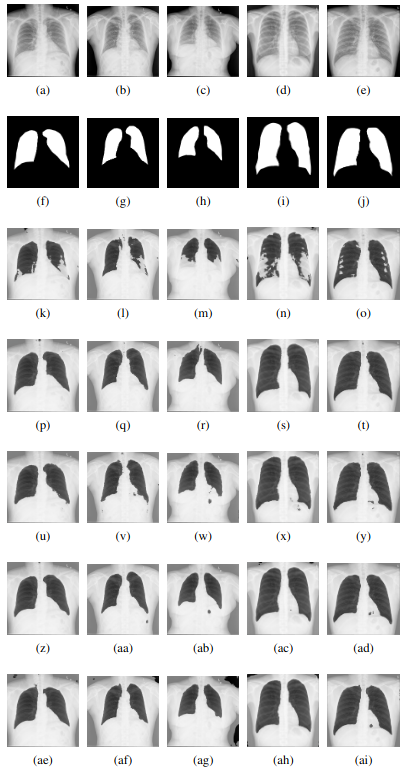 (a) (b) (c) (d) (e)
(f) (g) (h) (i) (j)
(k) (l) (m) (n) (o)
(p) (q) (r) (s) (t)
(u) (v) (w) (x) (y)
(z) (aa) (ab) (ac) (ad)
(ae) (af) (ag) (ah) (ai)